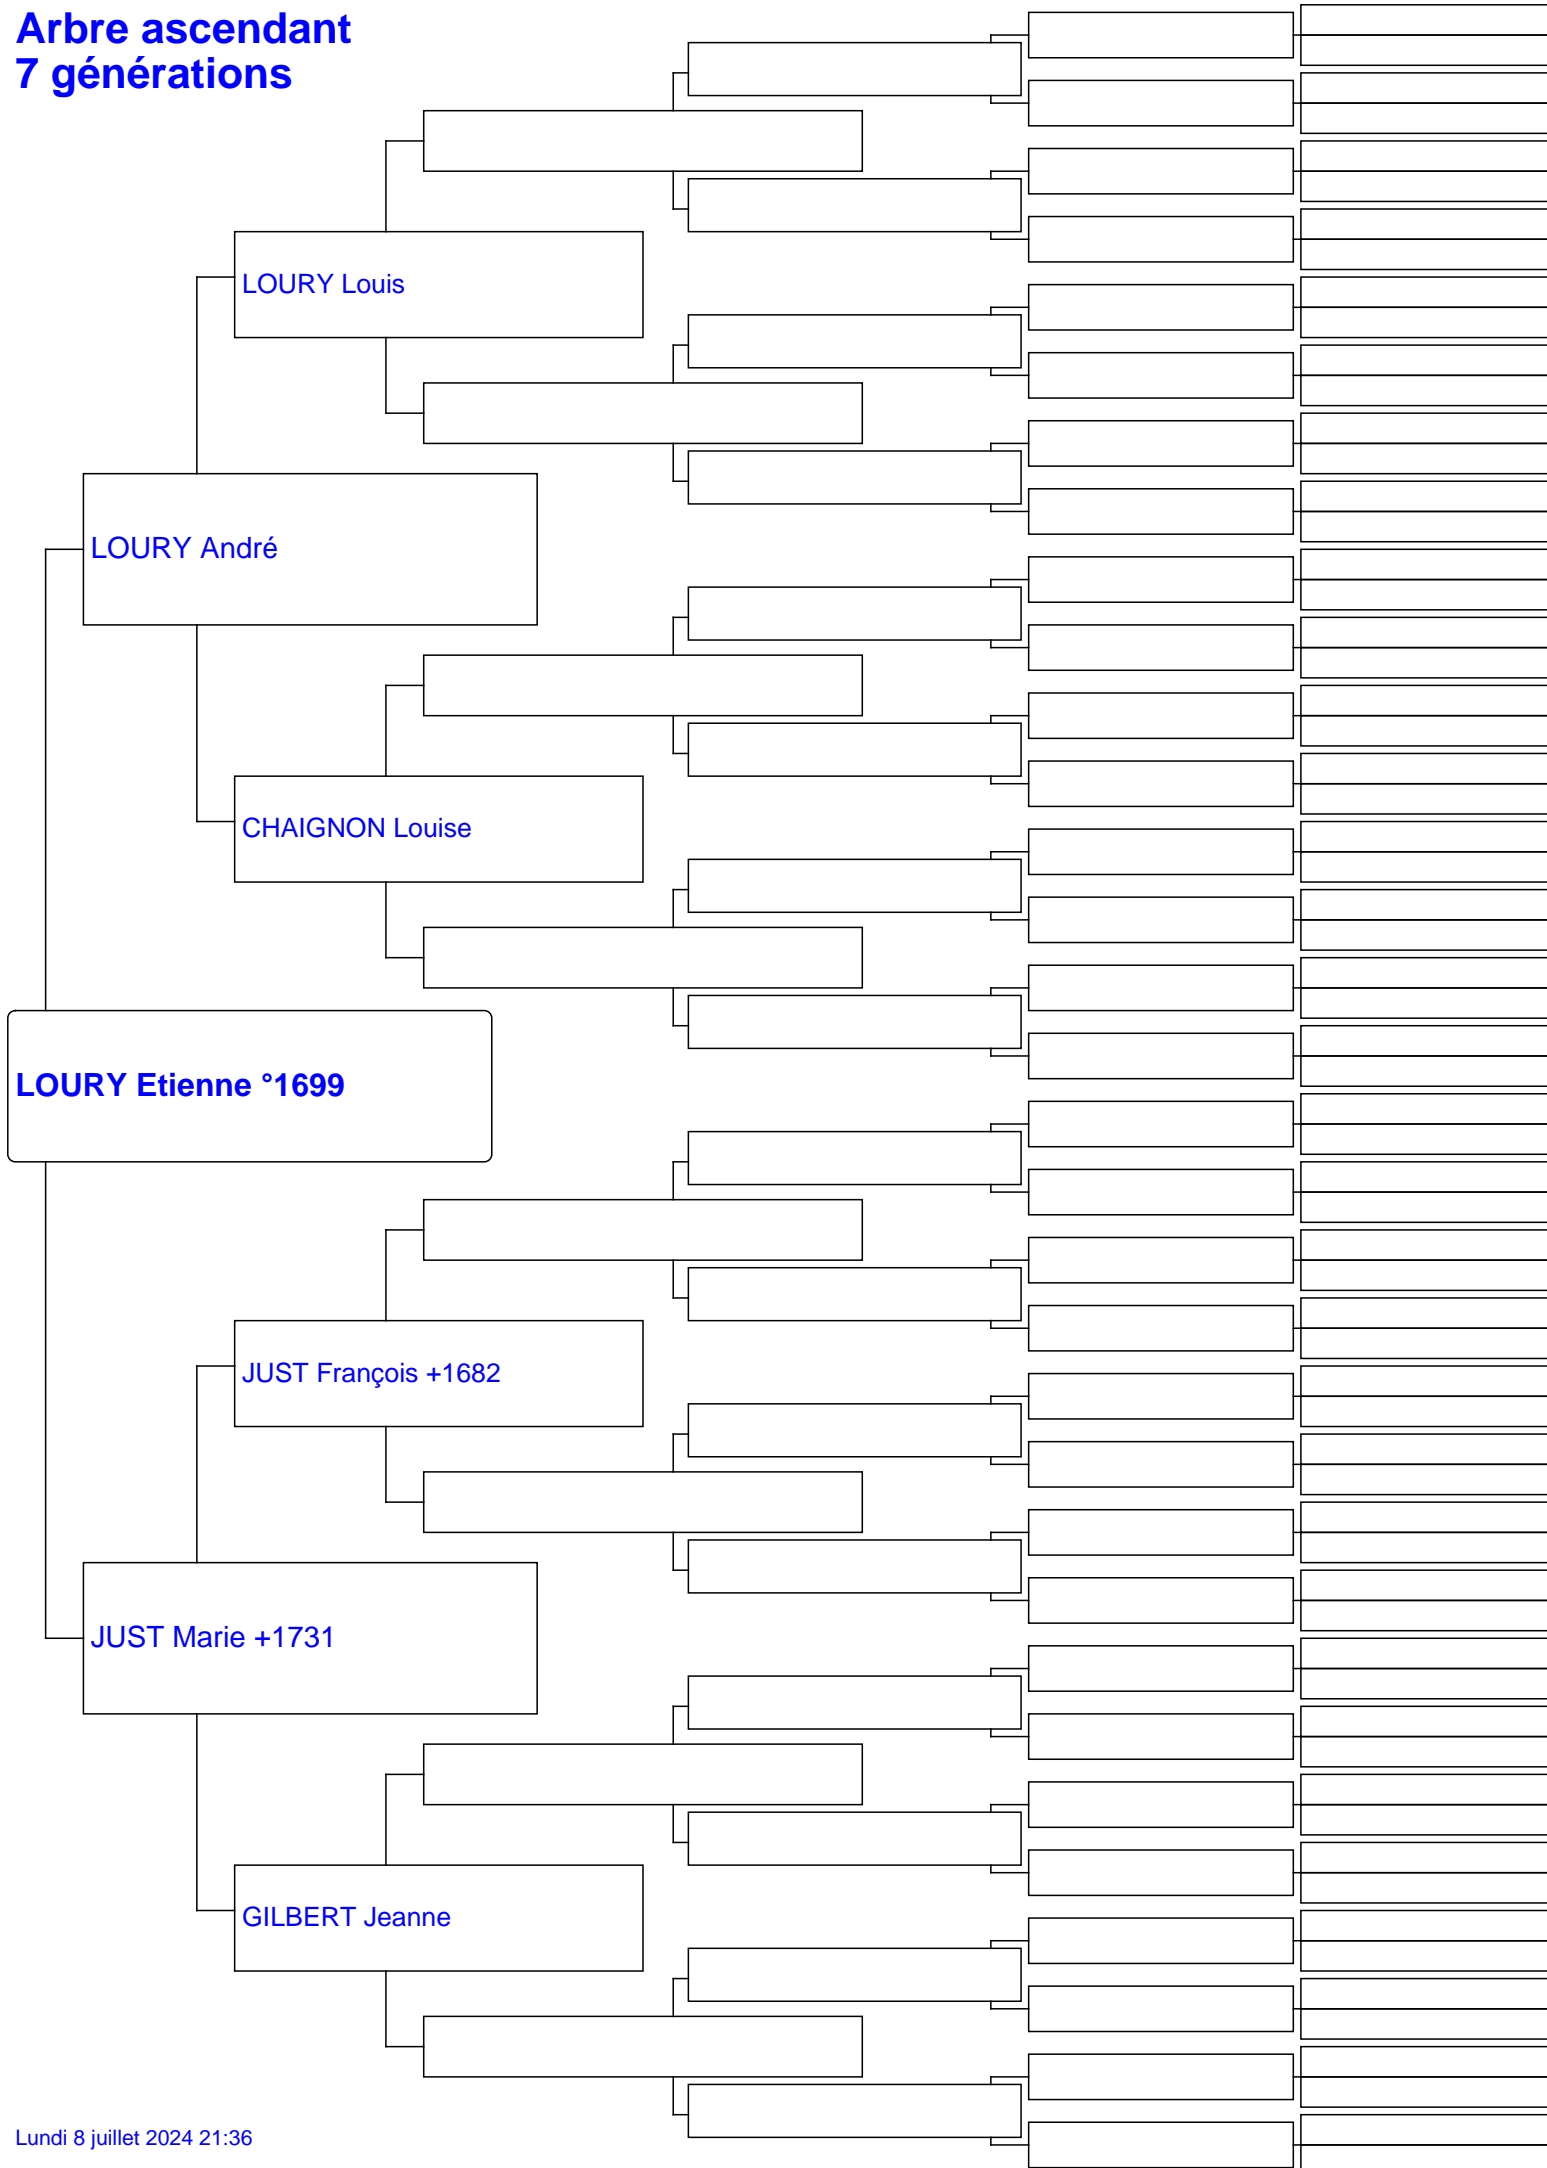 Arbre ascendant
7 générations
LOURY Louis
LOURY André
CHAIGNON Louise
LOURY Etienne °1699
JUST François +1682
JUST Marie +1731
GILBERT Jeanne
Lundi 8 juillet 2024 21:36